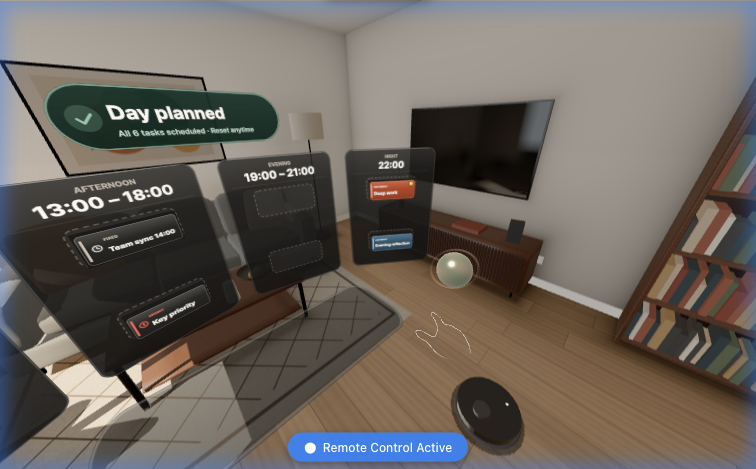 Day planned
All 6 tasks scheduled · Reset anytime
AFTERNOON
13:00 – 18:00
FIXED
Team sync 14:00
Key priority
EVENING
19:00 – 21:00
NIGHT
22:00
Deep work
Evening reflection
Remote Control Active